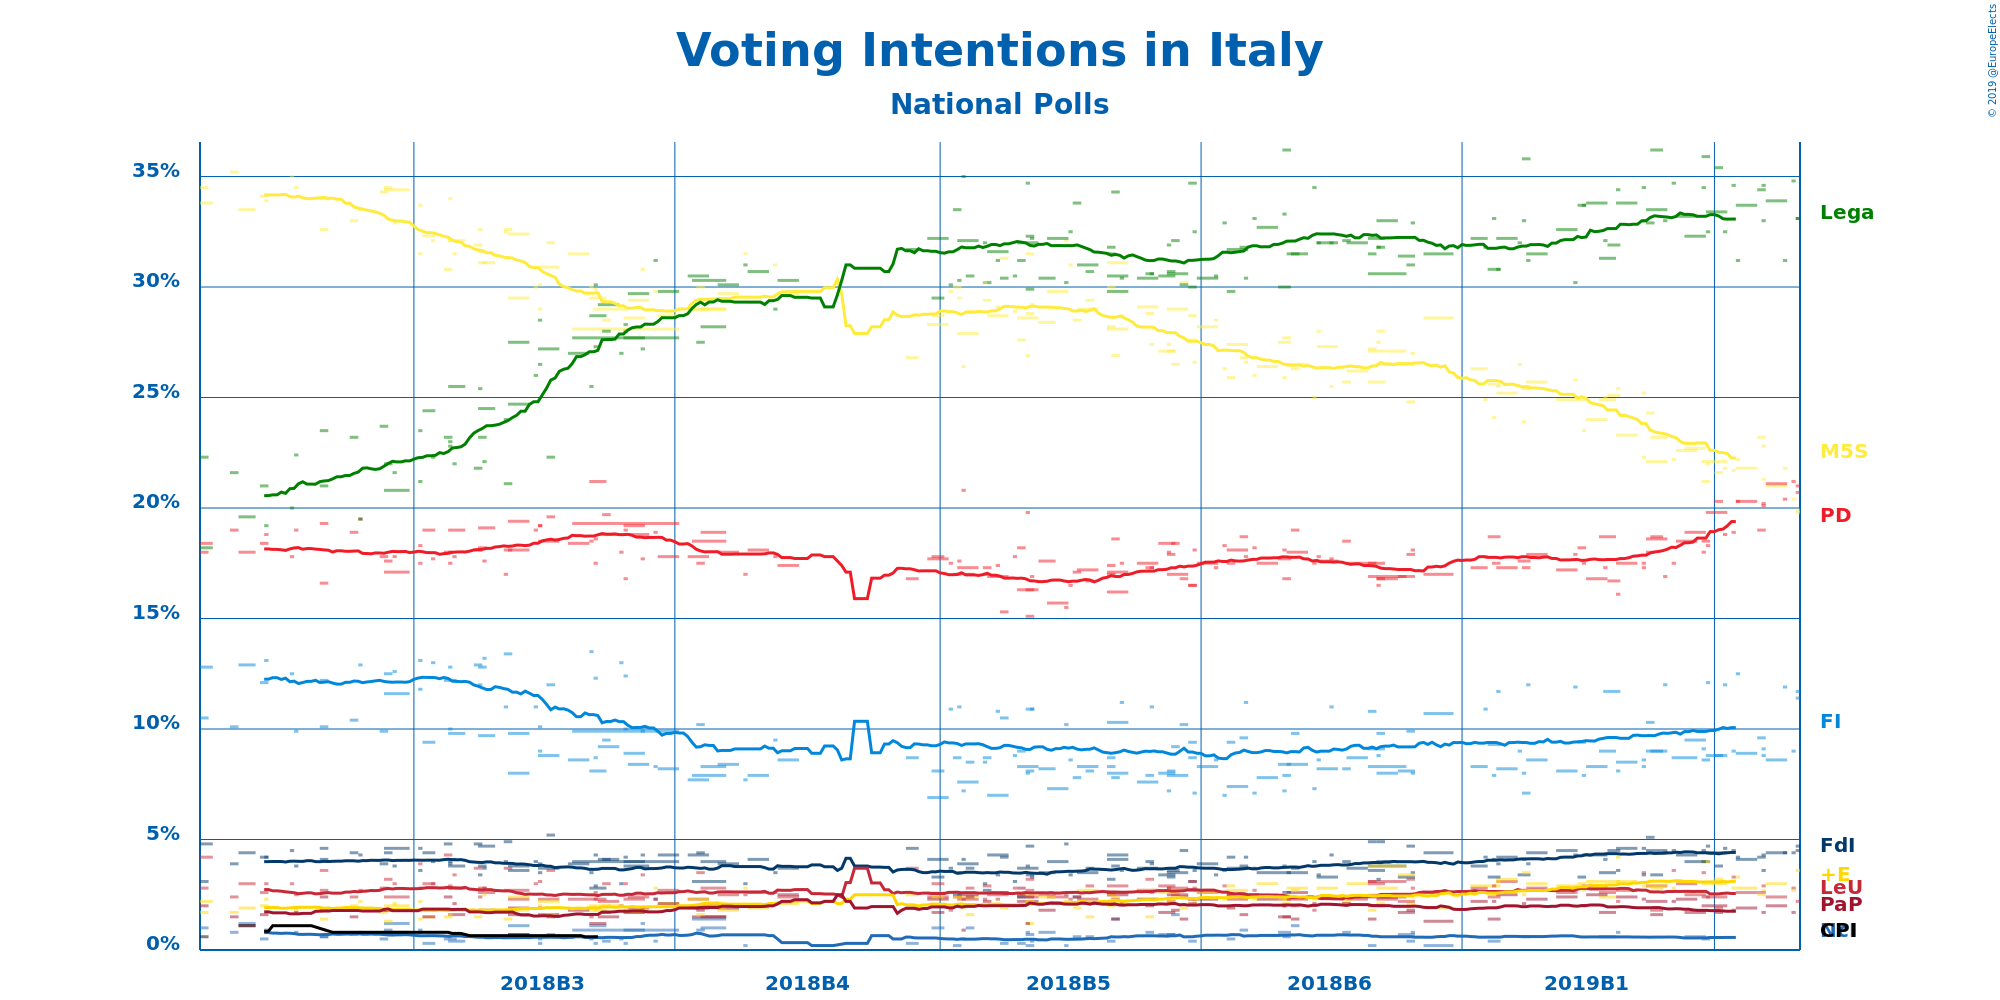 Voting Intentions in Italy
National Polls
© 2019 @EuropeElects
35%
30%
25%
20%
15%
10%
5%
0%
Lega
M5S
PD
FI
FdI
+E
LeU
PaP
CPI
2018B3
2018B4
2018B5
2018B6
2019B1